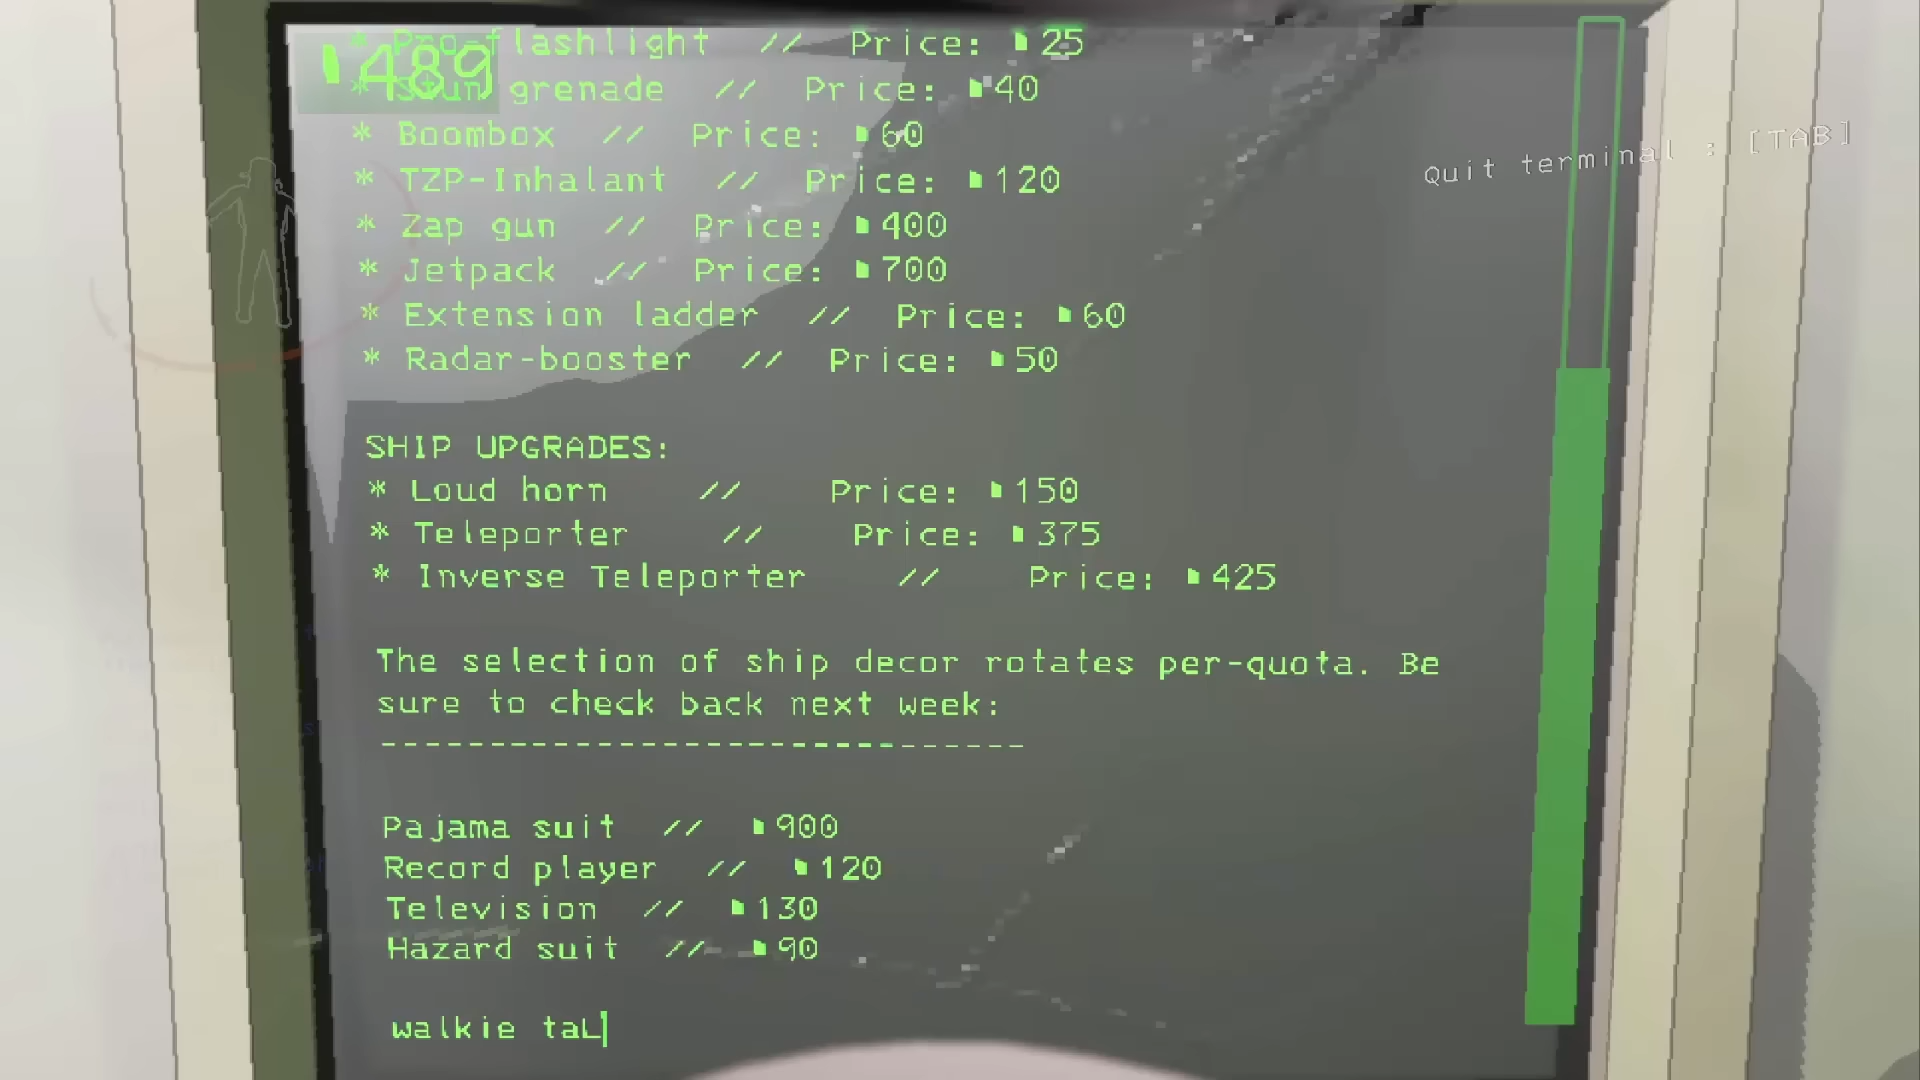 * Pro-flashlight // Price: 25
489
* Stun grenade // Price: 40
* Boombox // Price: 60
* TZP-Inhalant // Price: 120
* Zap gun // Price: 400
* Jetpack // Price: 700
* Extension ladder // Price: 60
* Radar-booster // Price: 50
Quit terminal : [TAB]
SHIP UPGRADES:
* Loud horn // Price: 150
* Teleporter // Price: 375
* Inverse Teleporter // Price: 425
The selection of ship decor rotates per-quota. Be
sure to check back next week:
------------------------------
Pajama suit // 900
Record player // 120
Television // 130
Hazard suit // 90
walkie taL